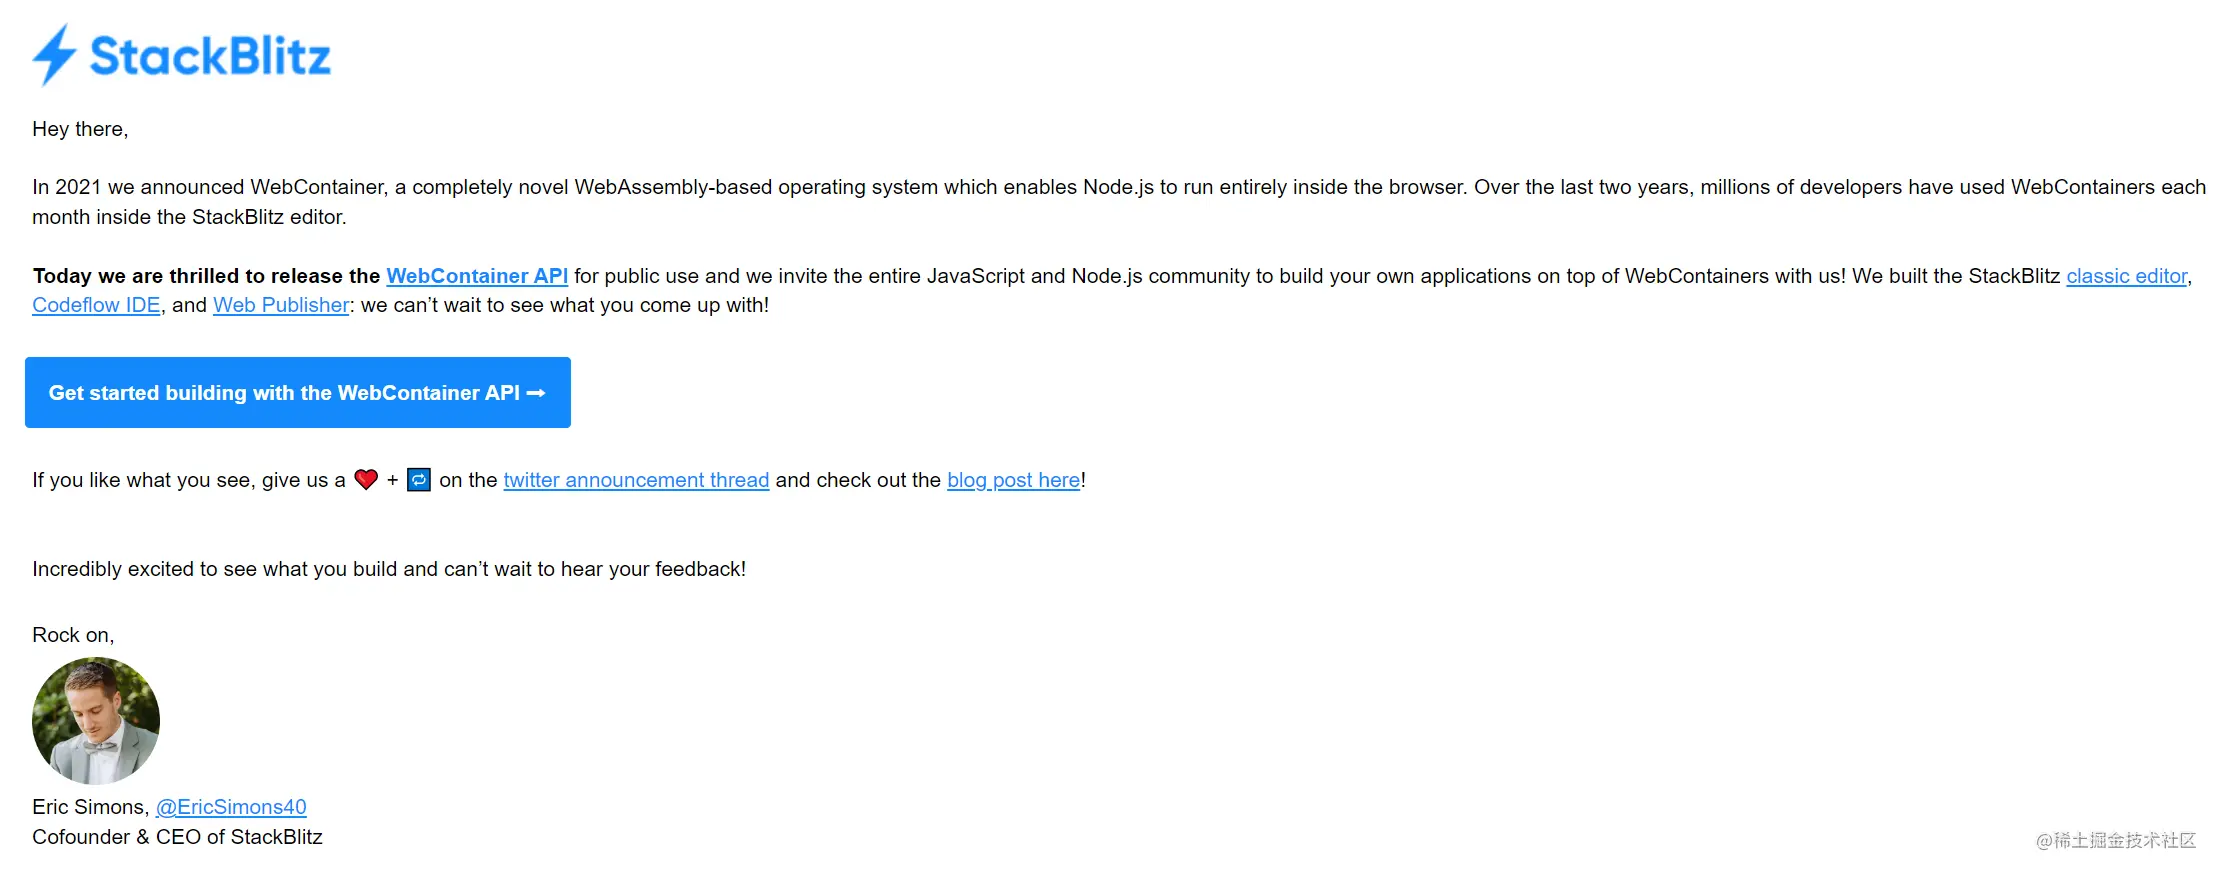 StackBlitz
Hey there,
In 2021 we announced WebContainer, a completely novel WebAssembly-based operating system which enables Node.js to run entirely inside the browser. Over the last two years, millions of developers have used WebContainers each
month inside the StackBlitz editor.
Today we are thrilled to release the WebContainer API for public use and we invite the entire JavaScript and Node.js community to build your own applications on top of WebContainers with us! We built the StackBlitz classic editor,
Codeflow IDE, and Web Publisher: we can’t wait to see what you come up with!
Get started building with the WebContainer API ➞
If you like what you see, give us a ❤️ + 🔁 on the twitter announcement thread and check out the blog post here!
Incredibly excited to see what you build and can’t wait to hear your feedback!
Rock on,
Eric Simons, @EricSimons40
Cofounder & CEO of StackBlitz
@稀土掘金技术社区